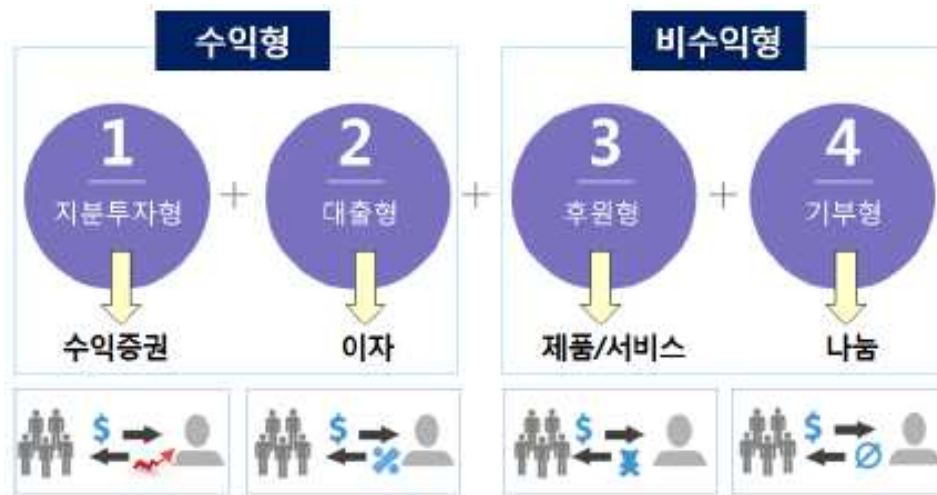 수익형
비수익형
1
지분투자형
+
2
대출형
+
3
후원형
+
4
기부형
수익증권
이자
제품/서비스
나눔
$
$
%
$
$